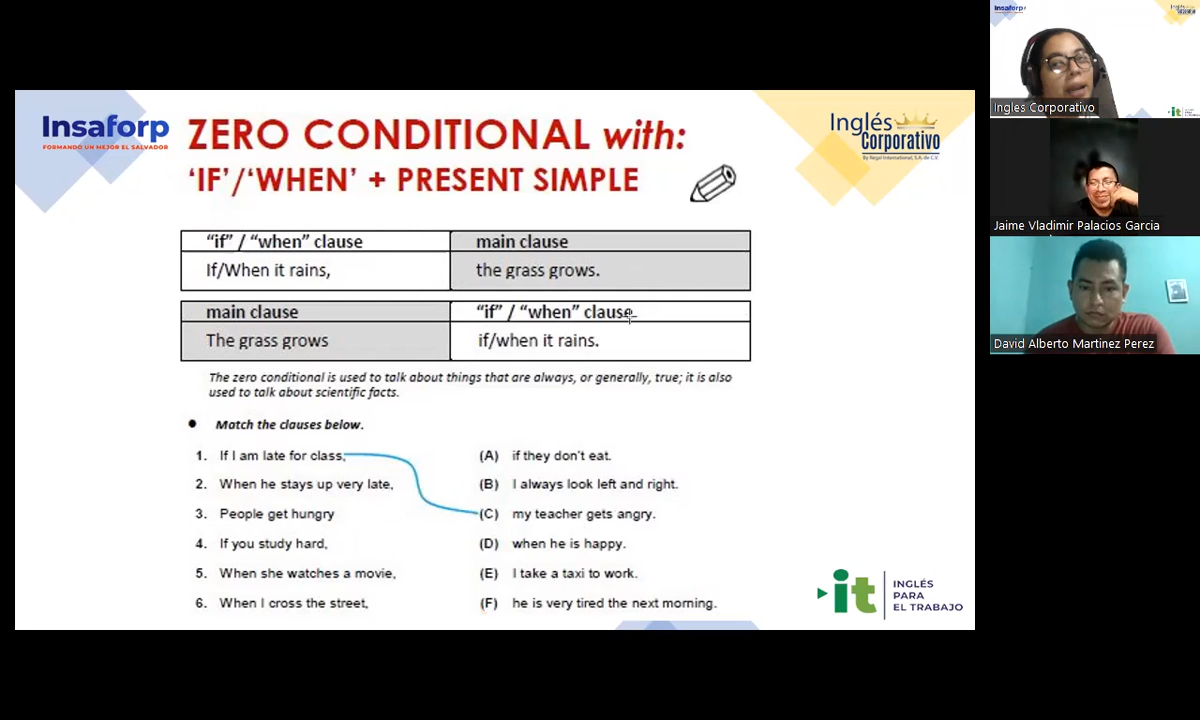 Insaforp
FORMANDO UN MEJOR EL SALVADOR
ZERO CONDITIONAL with:
'IF'/'WHEN' + PRESENT SIMPLE
Inglés
Corporativo
By Regal International, S.A. de C.V.
"if" / "when" clause main clause
If/When it rains, the grass grows.
main clause "if" / "when" clause
The grass grows if/when it rains.
The zero conditional is used to talk about things that are always, or generally, true; it is also
used to talk about scientific facts.
● Match the clauses below.
1. If I am late for class, (A) if they don't eat.
2. When he stays up very late, (B) I always look left and right.
3. People get hungry (C) my teacher gets angry.
4. If you study hard, (D) when he is happy.
5. When she watches a movie, (E) I take a taxi to work.
6. When I cross the street, (F) he is very tired the next morning.
it
INGLÉS
PARA
EL TRABAJO
Insaforp
Ingles Corporativo
it
Jaime Vladimir Palacios Garcia
David Alberto Martinez Perez